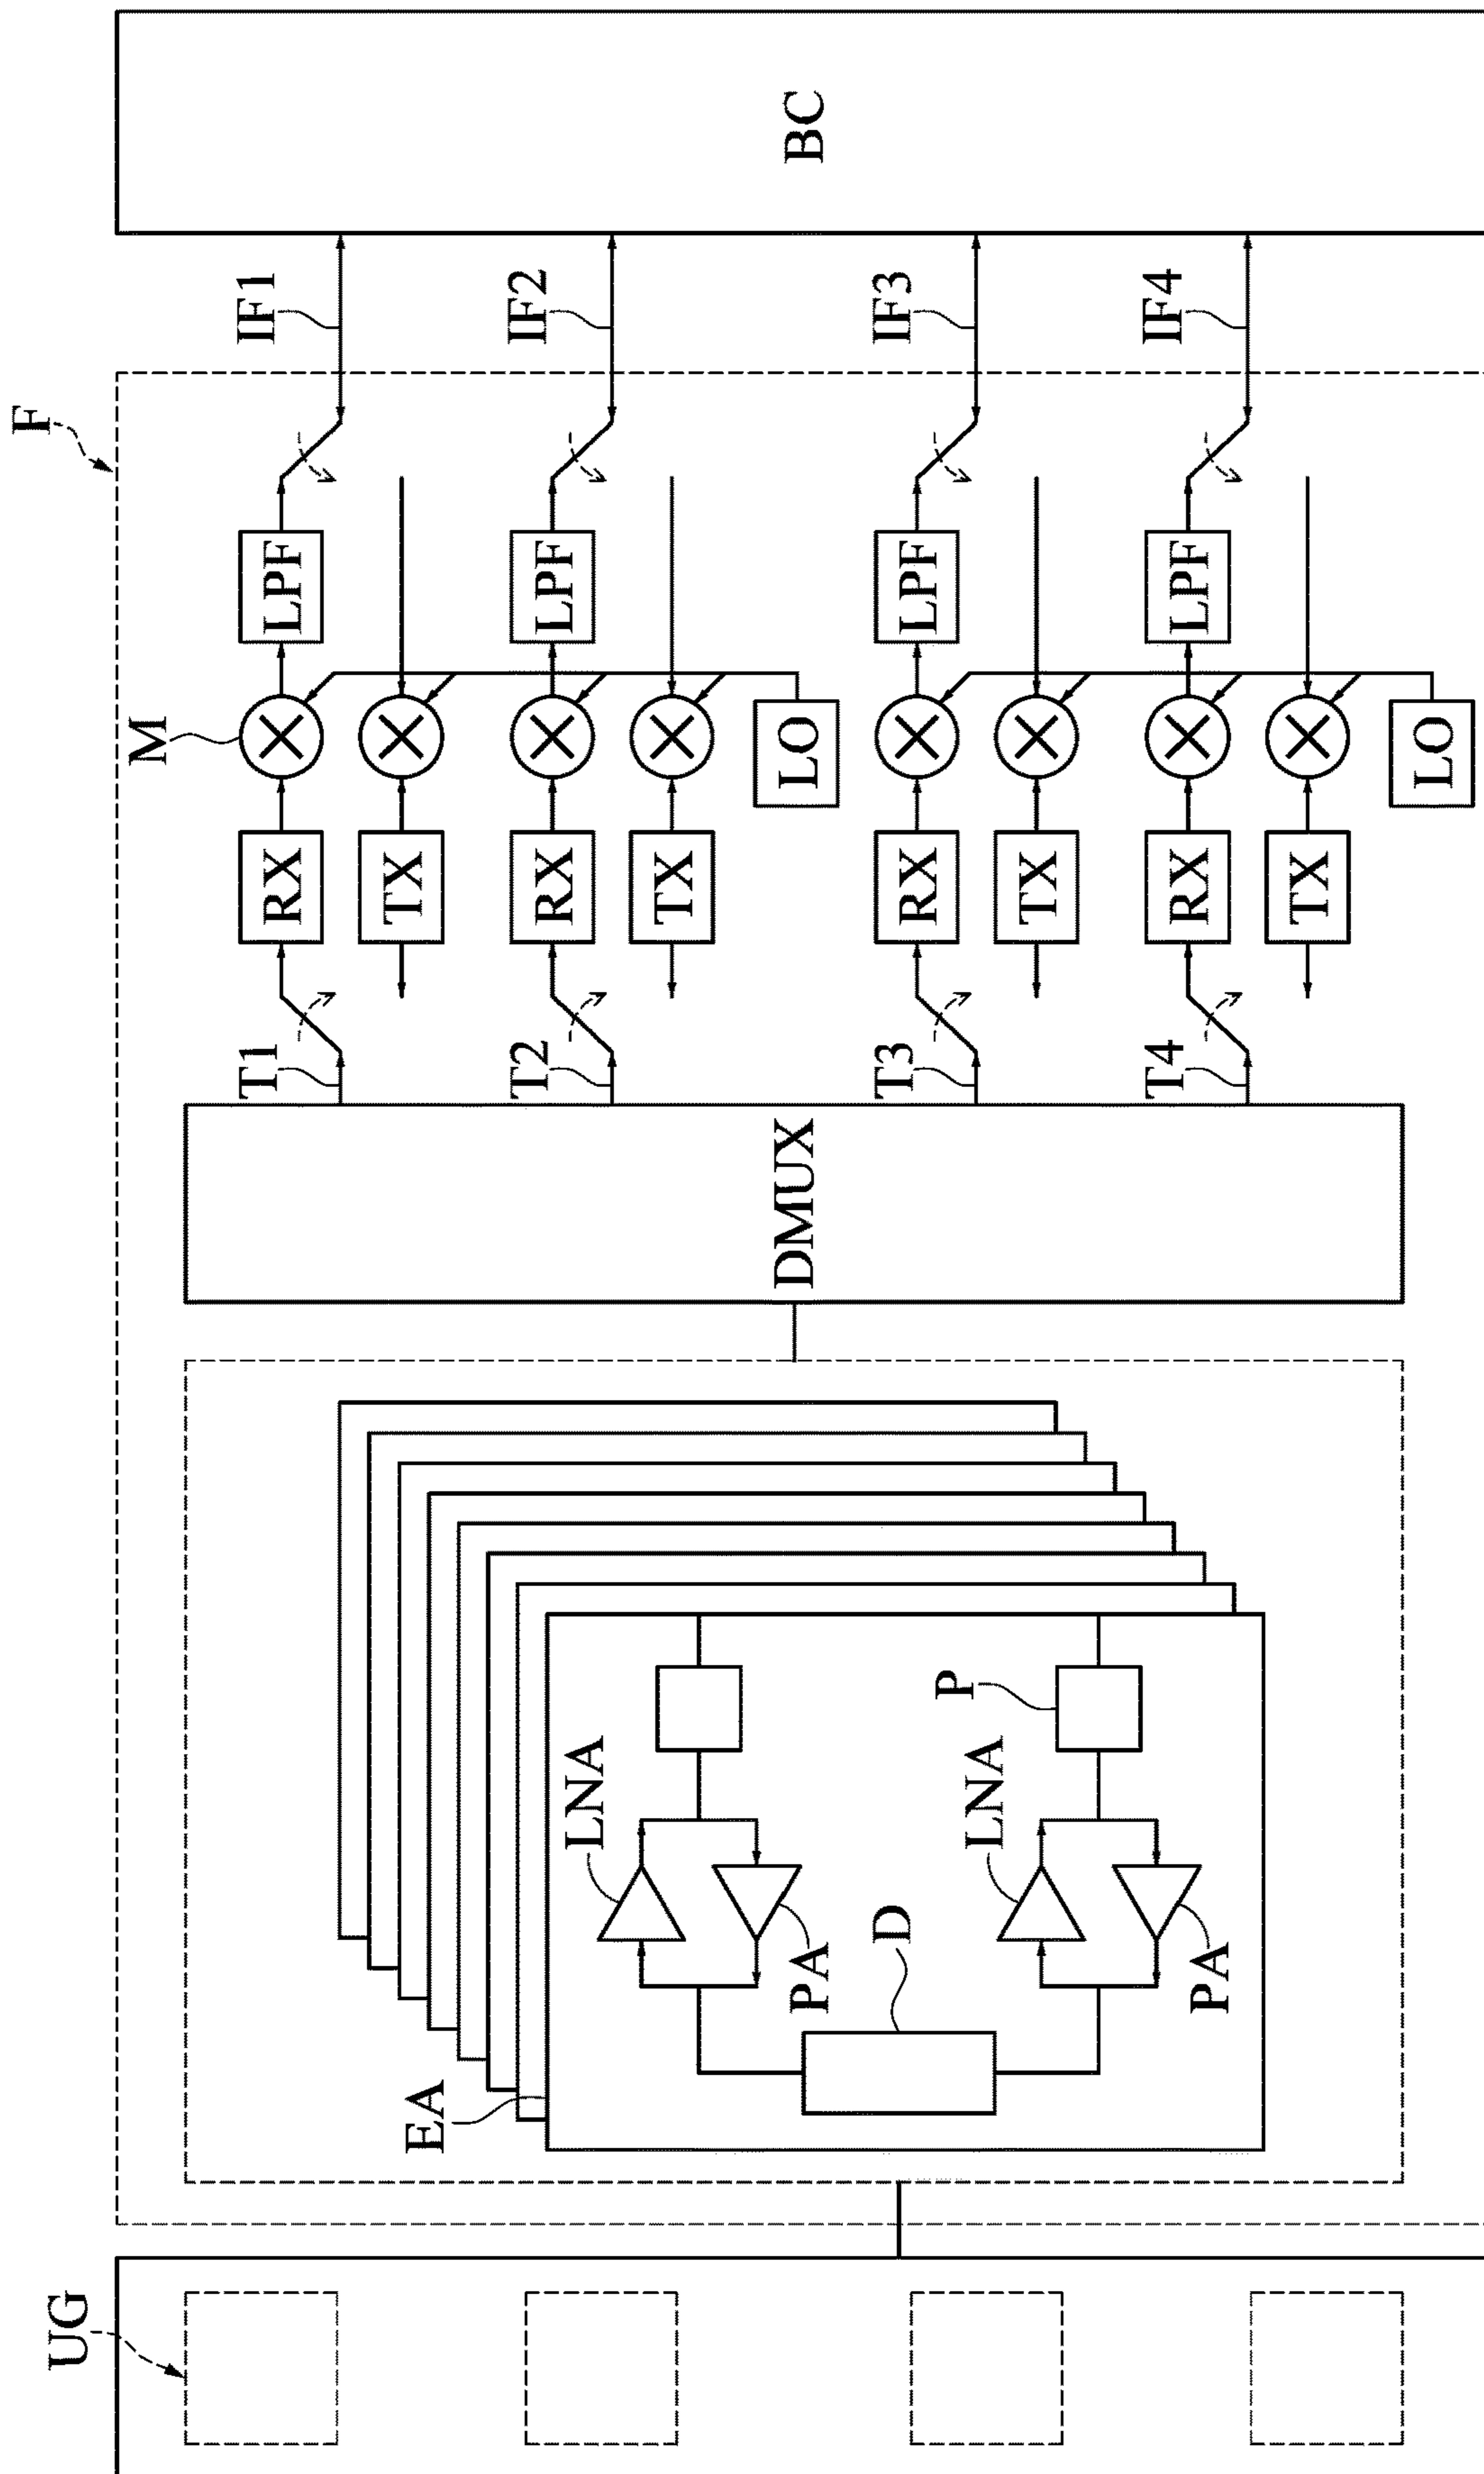 F
BC
IF1
IF2
IF3
IF4
LPF
LPF
LPF
LPF
M
LO
LO
RX
TX
RX
TX
RX
TX
RX
TX
T1
T2
T3
T4
DMUX
P
LNA
LNA
PA
D
PA
EA
UG